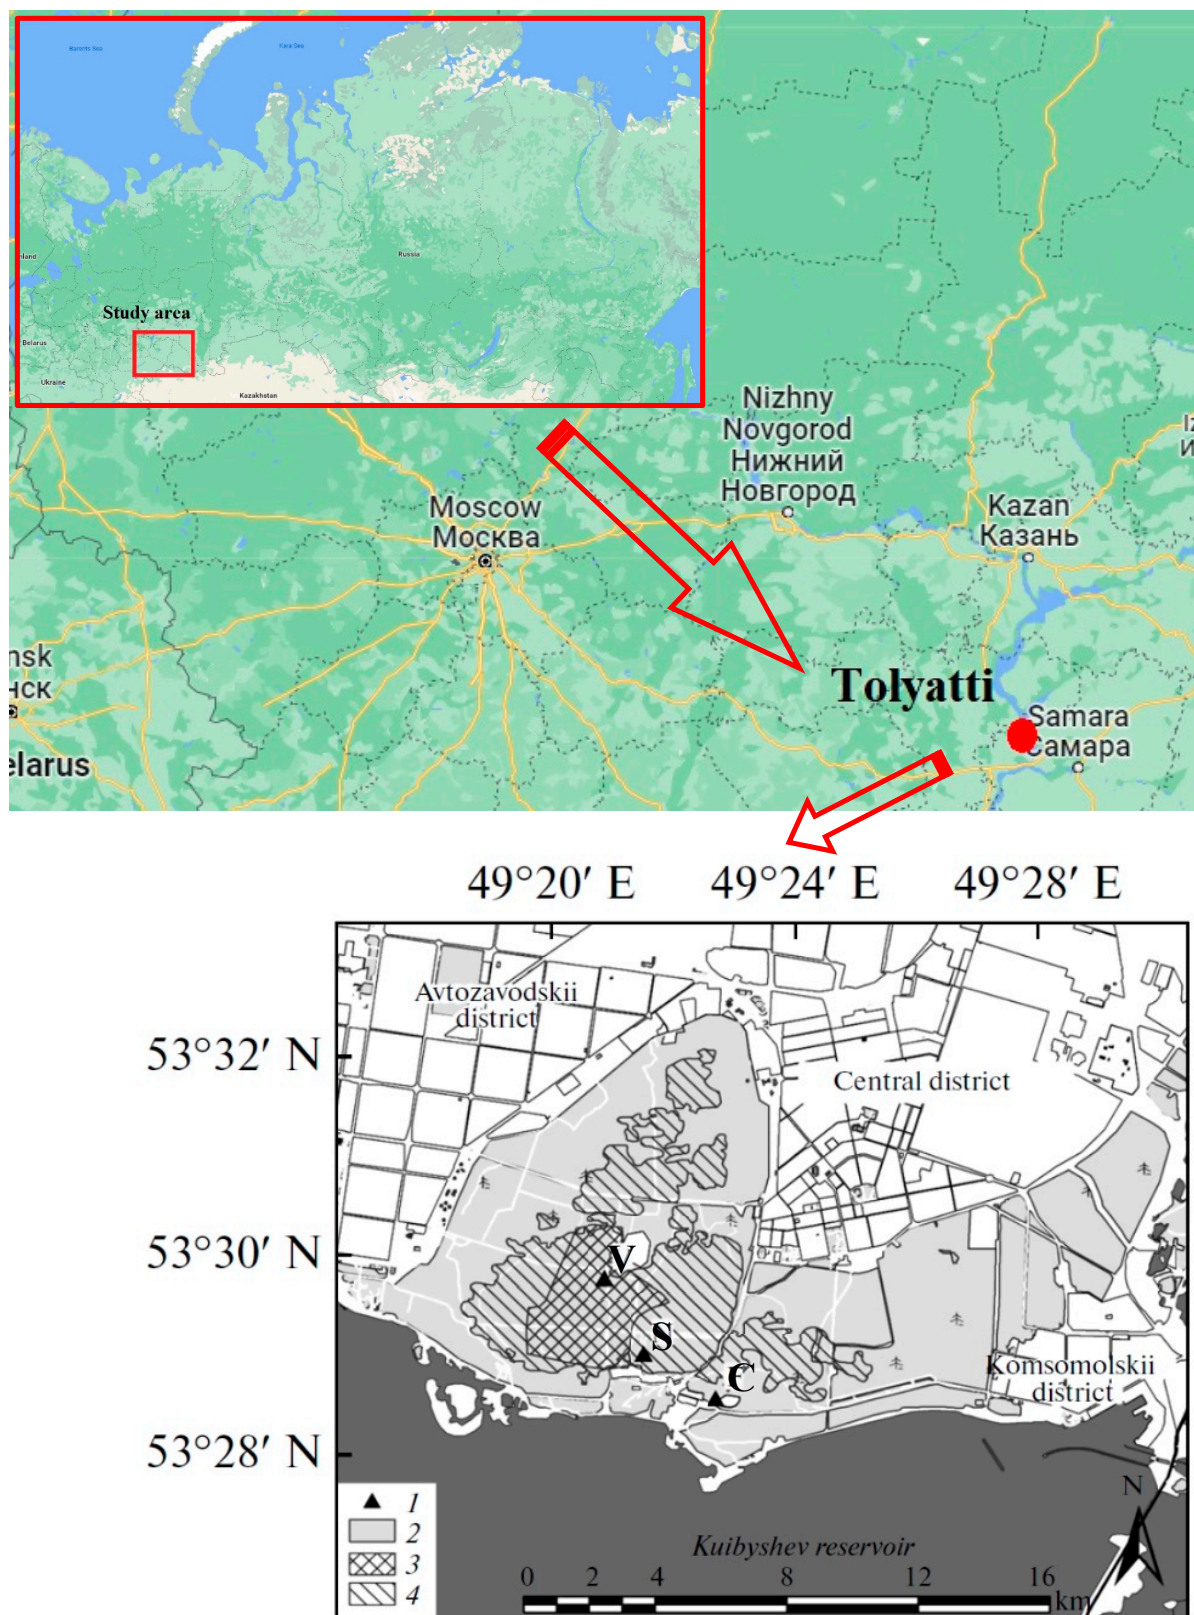 Barents Sea
Kara Sea
Russia
nland
Study area
Belarus
Ukraine
Kazakhstan
Nizhny
Novgorod
Нижний
Новгород
Moscow
Москва
Kazan
Казань
nsk
нск
elarus
Tolyatti
Samara
Самара
49°20′ E
49°24′ E
49°28′ E
Avtozavodskii
district
53°32′ N
Central district
53°30′ N
V
S
C
Komsomolskii
district
53°28′ N
1
2
3
4
N
Kuibyshev reservoir
0 2 4 8 12 16
km